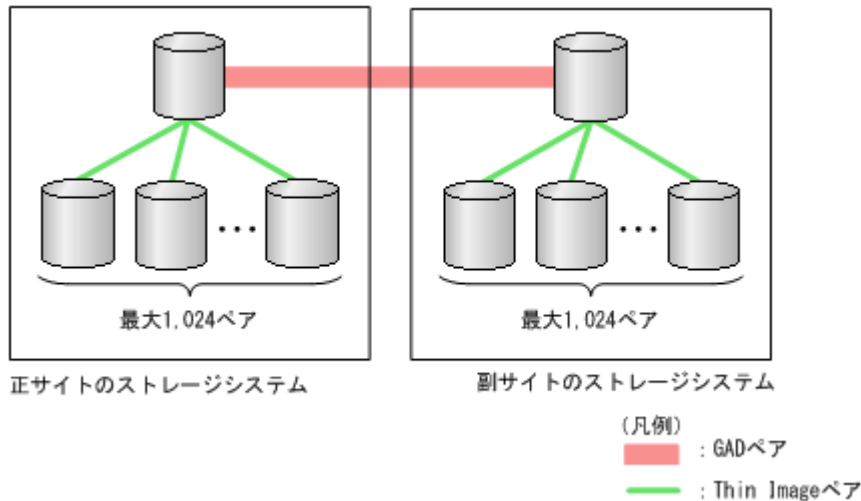 最大1,024ペア
最大1,024ペア
正サイトのストレージシステム
副サイトのストレージシステム
(凡例)
: GADペア
: Thin Imageペア